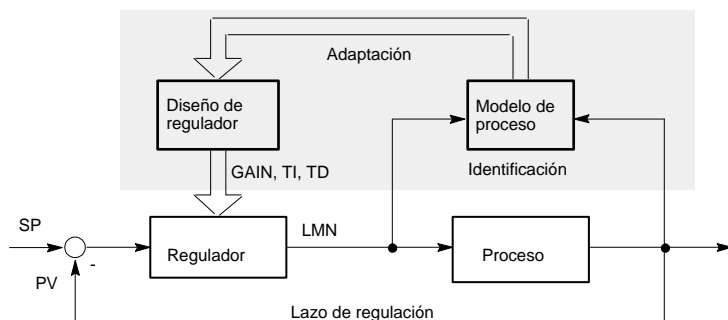 Adaptación
Diseño de
regulador
Modelo de
proceso
GAIN, TI, TD
Identificación
SP
Regulador
LMN
Proceso
-
PV
Lazo de regulación